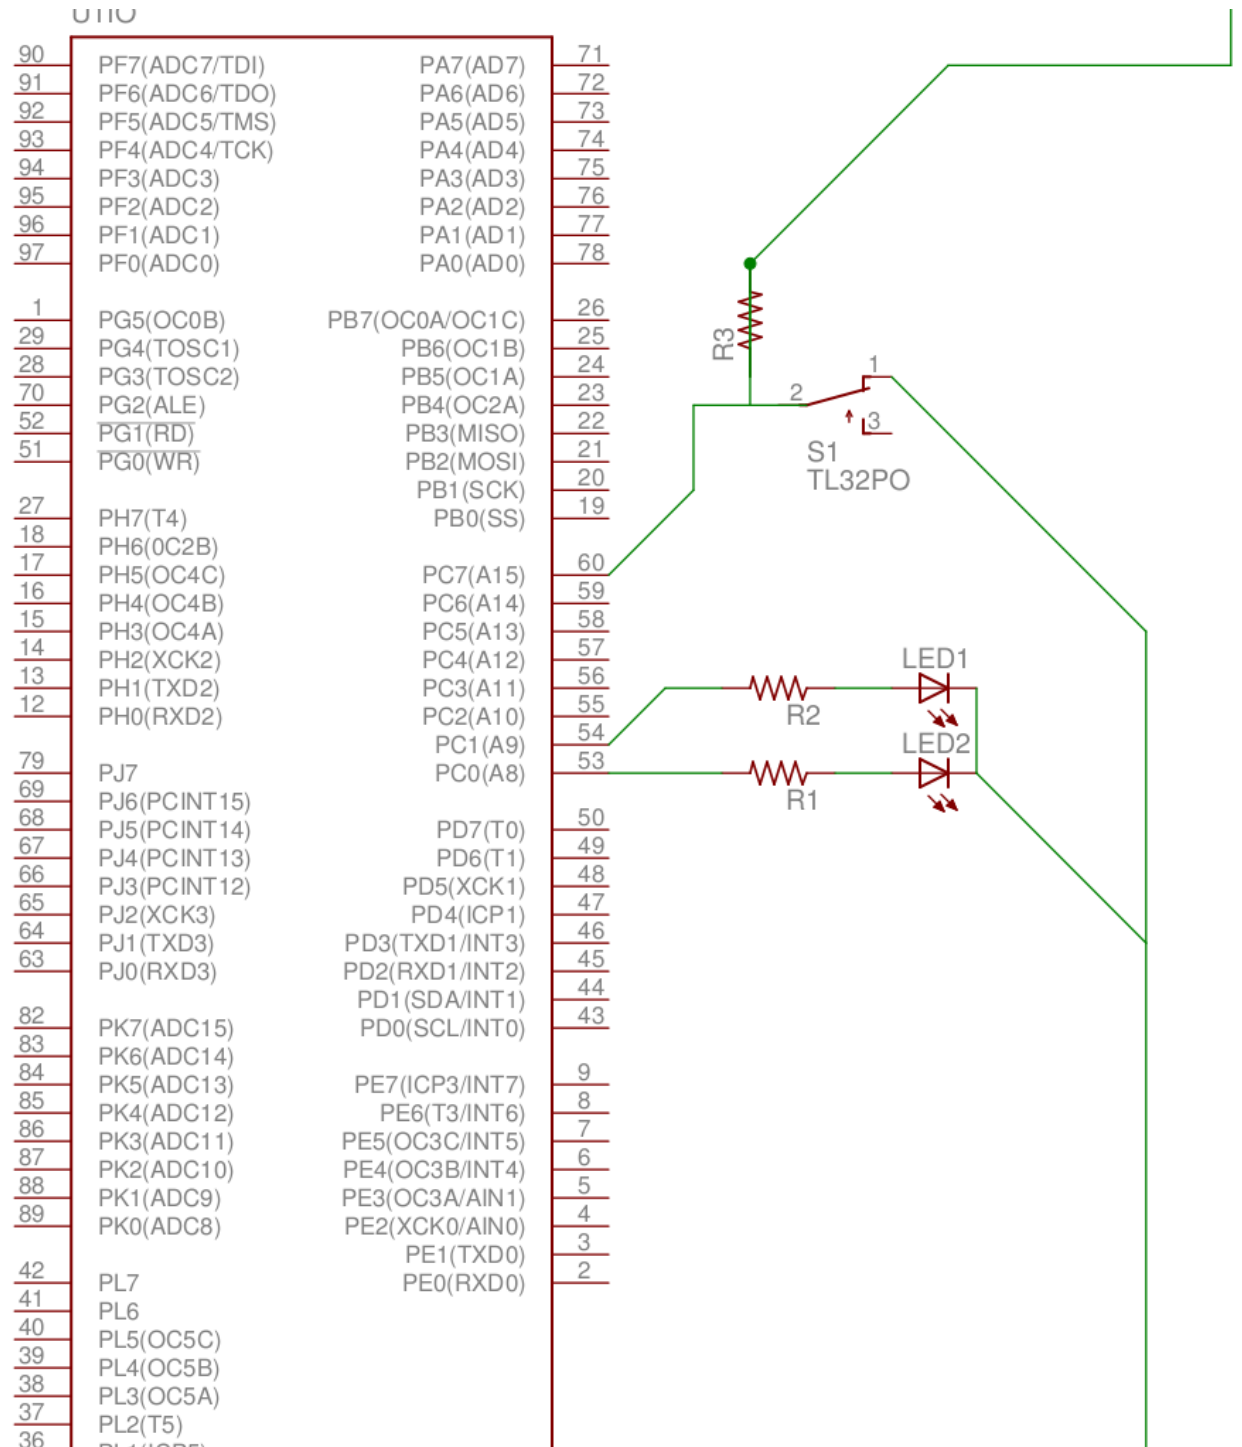 U1IO
90 PF7(ADC7/TDI) PA7(AD7) 71
91 PF6(ADC6/TDO) PA6(AD6) 72
92 PF5(ADC5/TMS) PA5(AD5) 73
93 PF4(ADC4/TCK) PA4(AD4) 74
94 PF3(ADC3) PA3(AD3) 75
95 PF2(ADC2) PA2(AD2) 76
96 PF1(ADC1) PA1(AD1) 77
97 PF0(ADC0) PA0(AD0) 78
1 PG5(OC0B) PB7(OC0A/OC1C) 26
29 PG4(TOSC1) PB6(OC1B) 25
R3
28 PG3(TOSC2) PB5(OC1A) 24 1
70 PG2(ALE) PB4(OC2A) 23 2
52 PG1(RD) PB3(MISO) 22 3
51 PG0(WR) PB2(MOSI) 21 S1
PB1(SCK) 20 TL32PO
27 PH7(T4) PB0(SS) 19
18 PH6(0C2B)
17 PH5(OC4C) PC7(A15) 60
16 PH4(OC4B) PC6(A14) 59
15 PH3(OC4A) PC5(A13) 58
14 PH2(XCK2) PC4(A12) 57 LED1
13 PH1(TXD2) PC3(A11) 56
12 PH0(RXD2) PC2(A10) 55 R2
PC1(A9) 54 LED2
79 PJ7 PC0(A8) 53
69 PJ6(PCINT15) R1
68 PJ5(PCINT14) PD7(T0) 50
67 PJ4(PCINT13) PD6(T1) 49
66 PJ3(PCINT12) PD5(XCK1) 48
65 PJ2(XCK3) PD4(ICP1) 47
64 PJ1(TXD3) PD3(TXD1/INT3) 46
63 PJ0(RXD3) PD2(RXD1/INT2) 45
PD1(SDA/INT1) 44
82 PK7(ADC15) PD0(SCL/INT0) 43
83 PK6(ADC14)
84 PK5(ADC13) PE7(ICP3/INT7) 9
85 PK4(ADC12) PE6(T3/INT6) 8
86 PK3(ADC11) PE5(OC3C/INT5) 7
87 PK2(ADC10) PE4(OC3B/INT4) 6
88 PK1(ADC9) PE3(OC3A/AIN1) 5
89 PK0(ADC8) PE2(XCK0/AIN0) 4
PE1(TXD0) 3
42 PL7 PE0(RXD0) 2
41 PL6
40 PL5(OC5C)
39 PL4(OC5B)
38 PL3(OC5A)
37 PL2(T5)
36